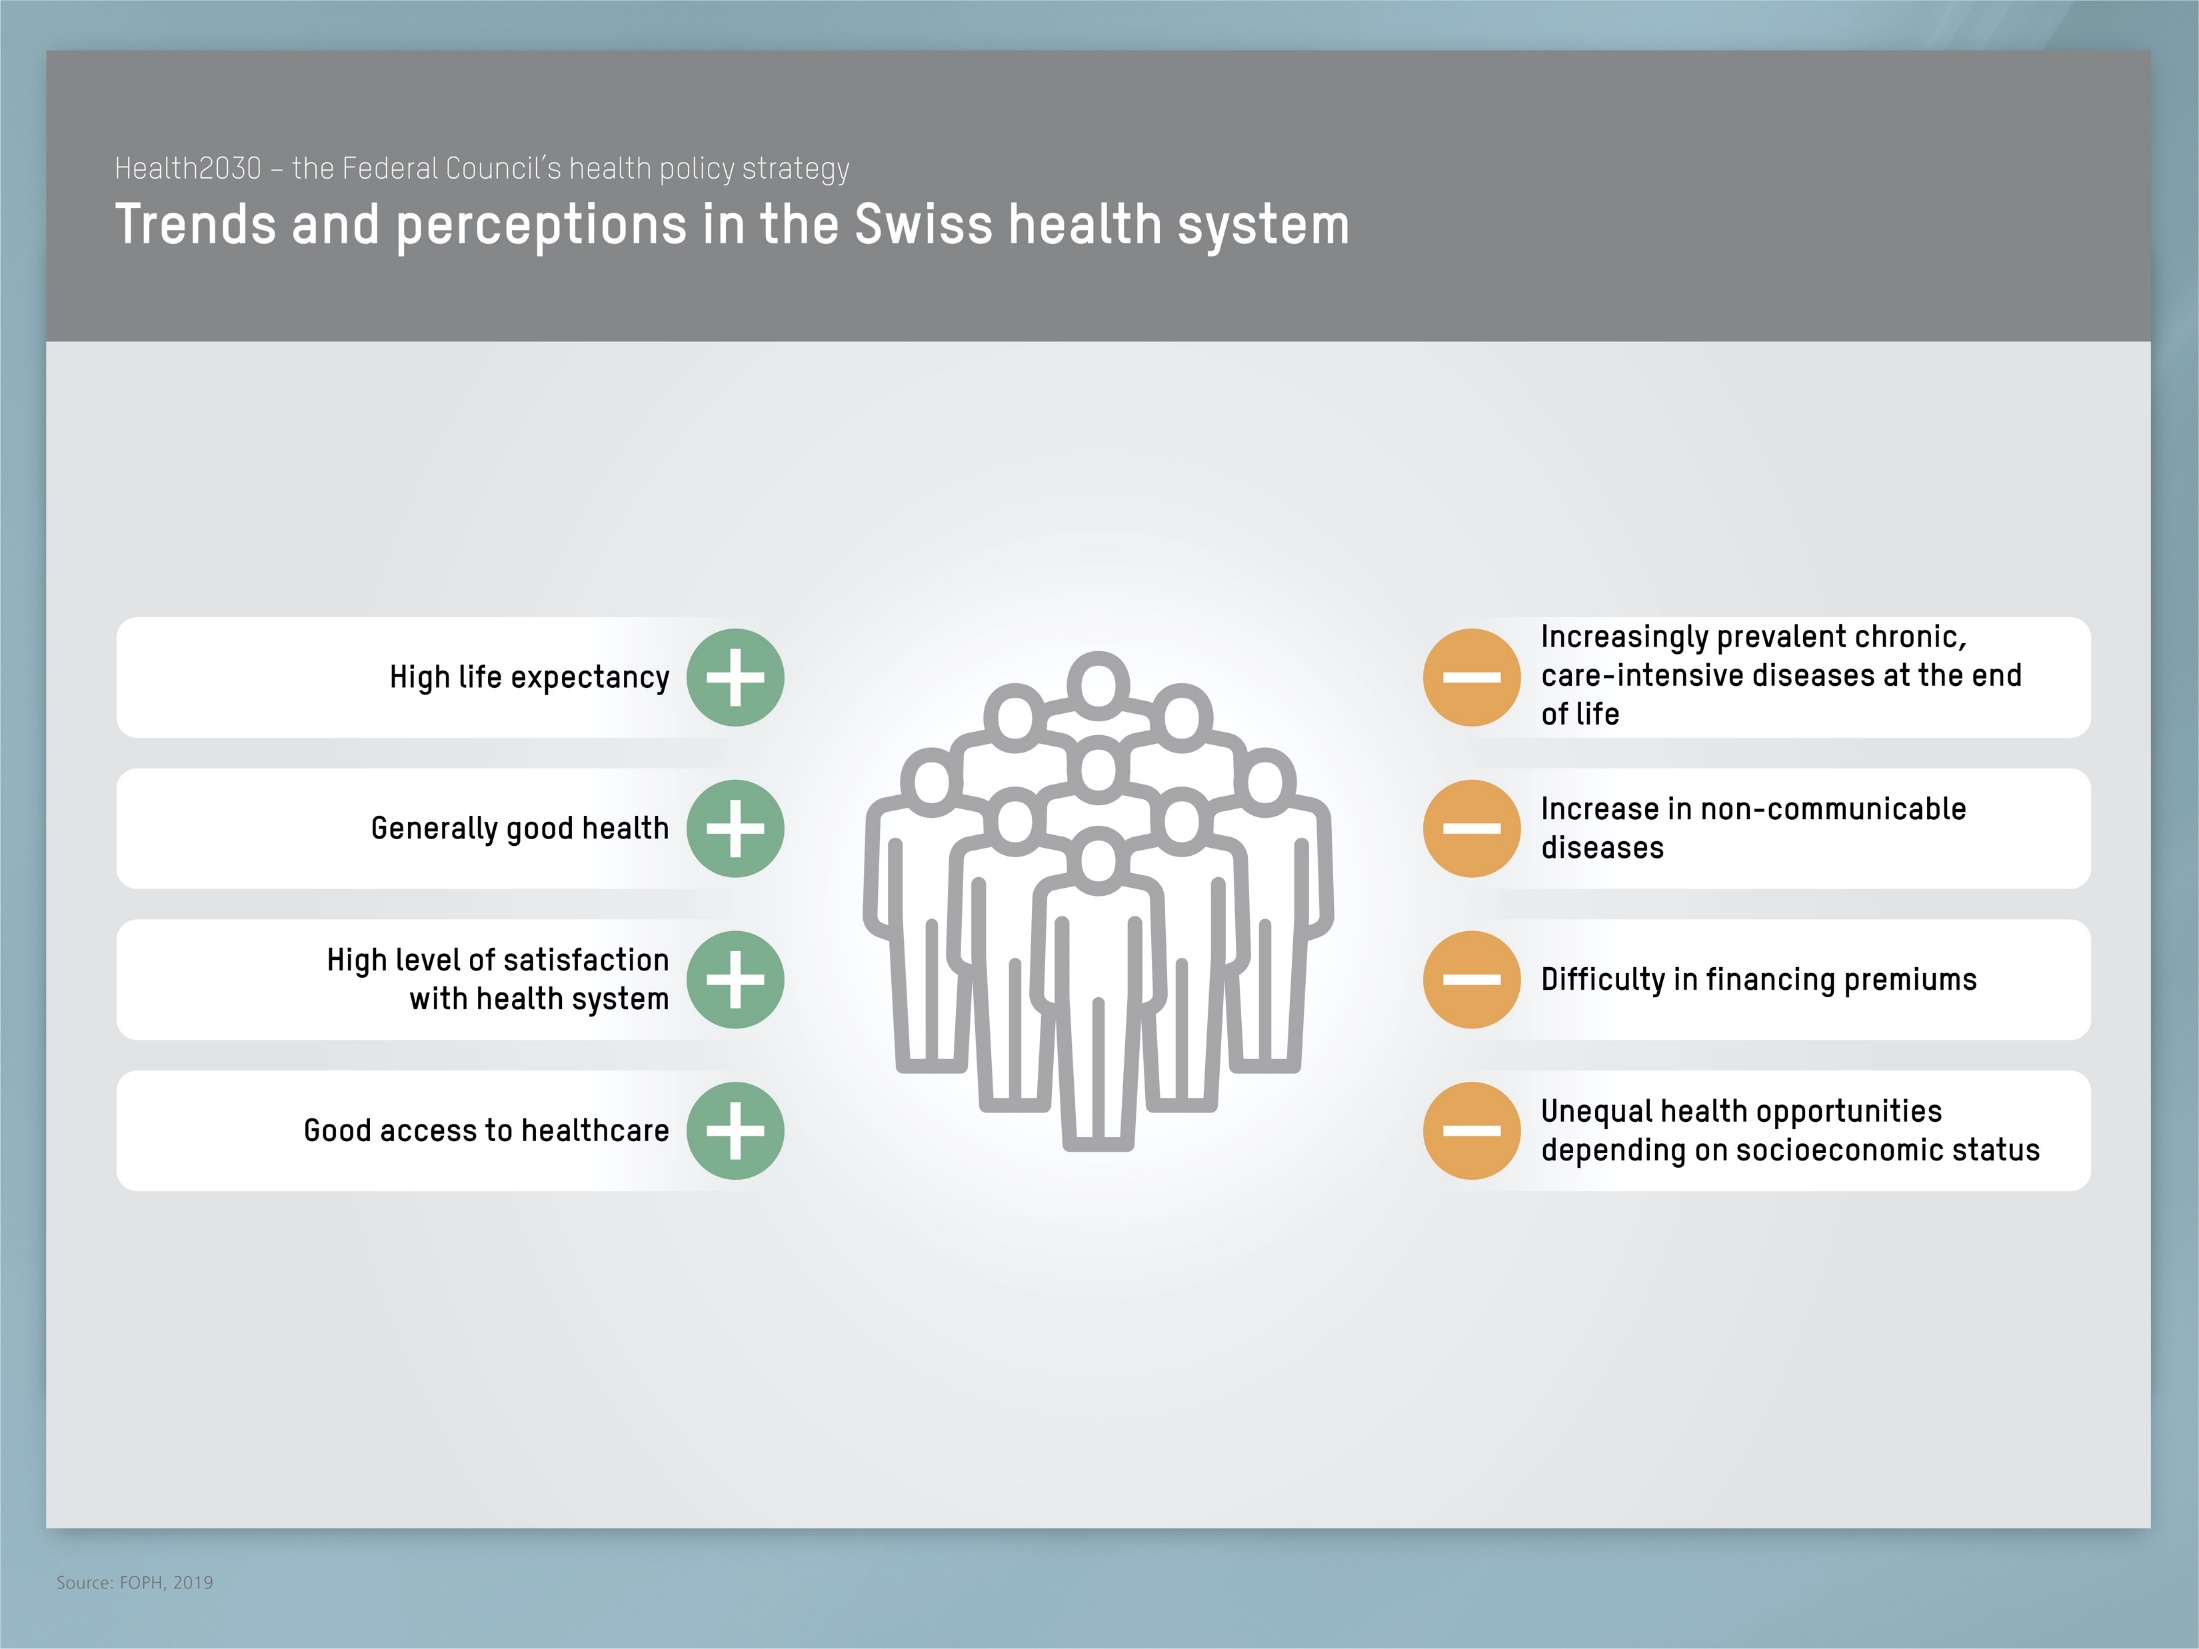 Health2030 – the Federal Council's health policy strategy
Trends and perceptions in the Swiss health system
High life expectancy
Generally good health
High level of satisfaction
with health system
Good access to healthcare
Increasingly prevalent chronic,
care-intensive diseases at the end
of life
Increase in non-communicable
diseases
Difficulty in financing premiums
Unequal health opportunities
depending on socioeconomic status
Source: FOPH, 2019